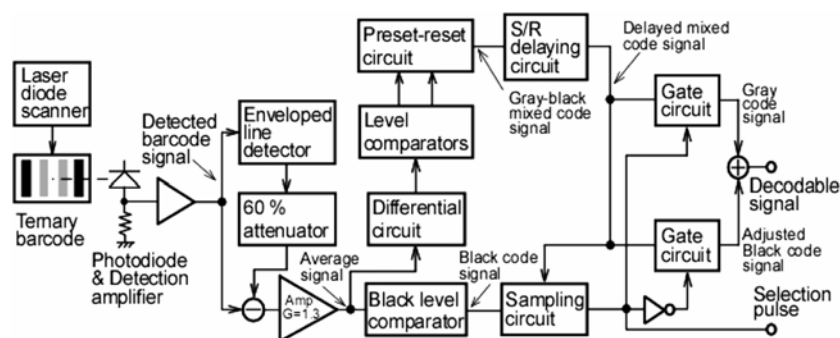 Laser
diode
scanner
Ternary
barcode
Detected
barcode
signal
Photodiode
& Detection
amplifier
Enveloped
line
detector
60 %
attenuator
Average
signal
Amp
G=1.3
Preset-reset
circuit
Level
comparators
Differential
circuit
Black level
comparator
Gray-black
mixed code
signal
S/R
delaying
circuit
Black code
signal
Sampling
circuit
Delayed mixed
code signal
Gate
circuit
Gray
code
signal
Decodable
signal
Gate
circuit
Adjusted
Black code
signal
Selection
pulse